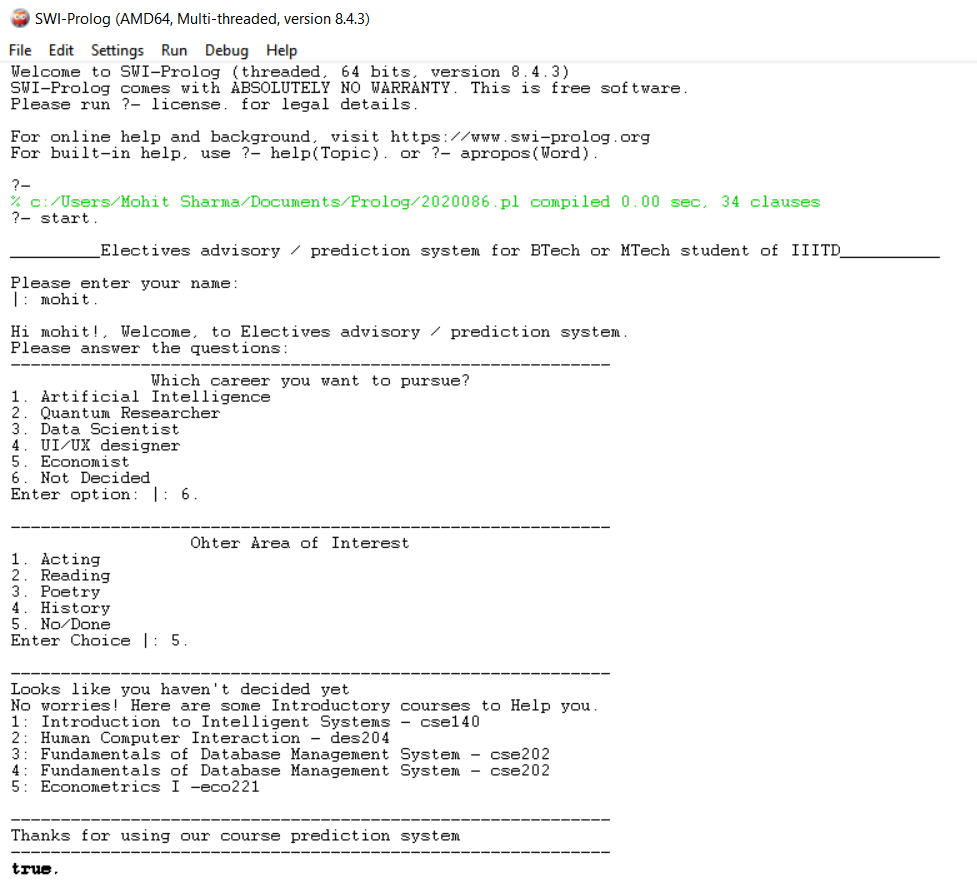 SWI-Prolog (AMD64, Multi-threaded, version 8.4.3)
File Edit Settings Run Debug Help
Welcome to SWI-Prolog (threaded, 64 bits, version 8.4.3)
SWI-Prolog comes with ABSOLUTELY NO WARRANTY. This is free software.
Please run ?- license. for legal details.
For online help and background, visit https://www.swi-prolog.org
For built-in help, use ?- help(Topic). or ?- apropos(Word).
?-
% c:/Users/Mohit Sharma/Documents/Prolog/2020086.pl compiled 0.00 sec, 34 clauses
?- start.
_________Electives advisory / prediction system for BTech or MTech student of IIITD__________
Please enter your name:
|: mohit.
Hi mohit!, Welcome, to Electives advisory / prediction system.
Please answer the questions:
------------------------------------------------------------
Which career you want to pursue?
1. Artificial Intelligence
2. Quantum Researcher
3. Data Scientist
4. UI/UX designer
5. Economist
6. Not Decided
Enter option: |: 6.
------------------------------------------------------------
Ohter Area of Interest
1. Acting
2. Reading
3. Poetry
4. History
5. No/Done
Enter Choice |: 5.
------------------------------------------------------------
Looks like you haven't decided yet
No worries! Here are some Introductory courses to Help you.
1: Introduction to Intelligent Systems - cse140
2: Human Computer Interaction - des204
3: Fundamentals of Database Management System - cse202
4: Fundamentals of Database Management System - cse202
5: Econometrics I -eco221
------------------------------------------------------------
Thanks for using our course prediction system
------------------------------------------------------------
true.